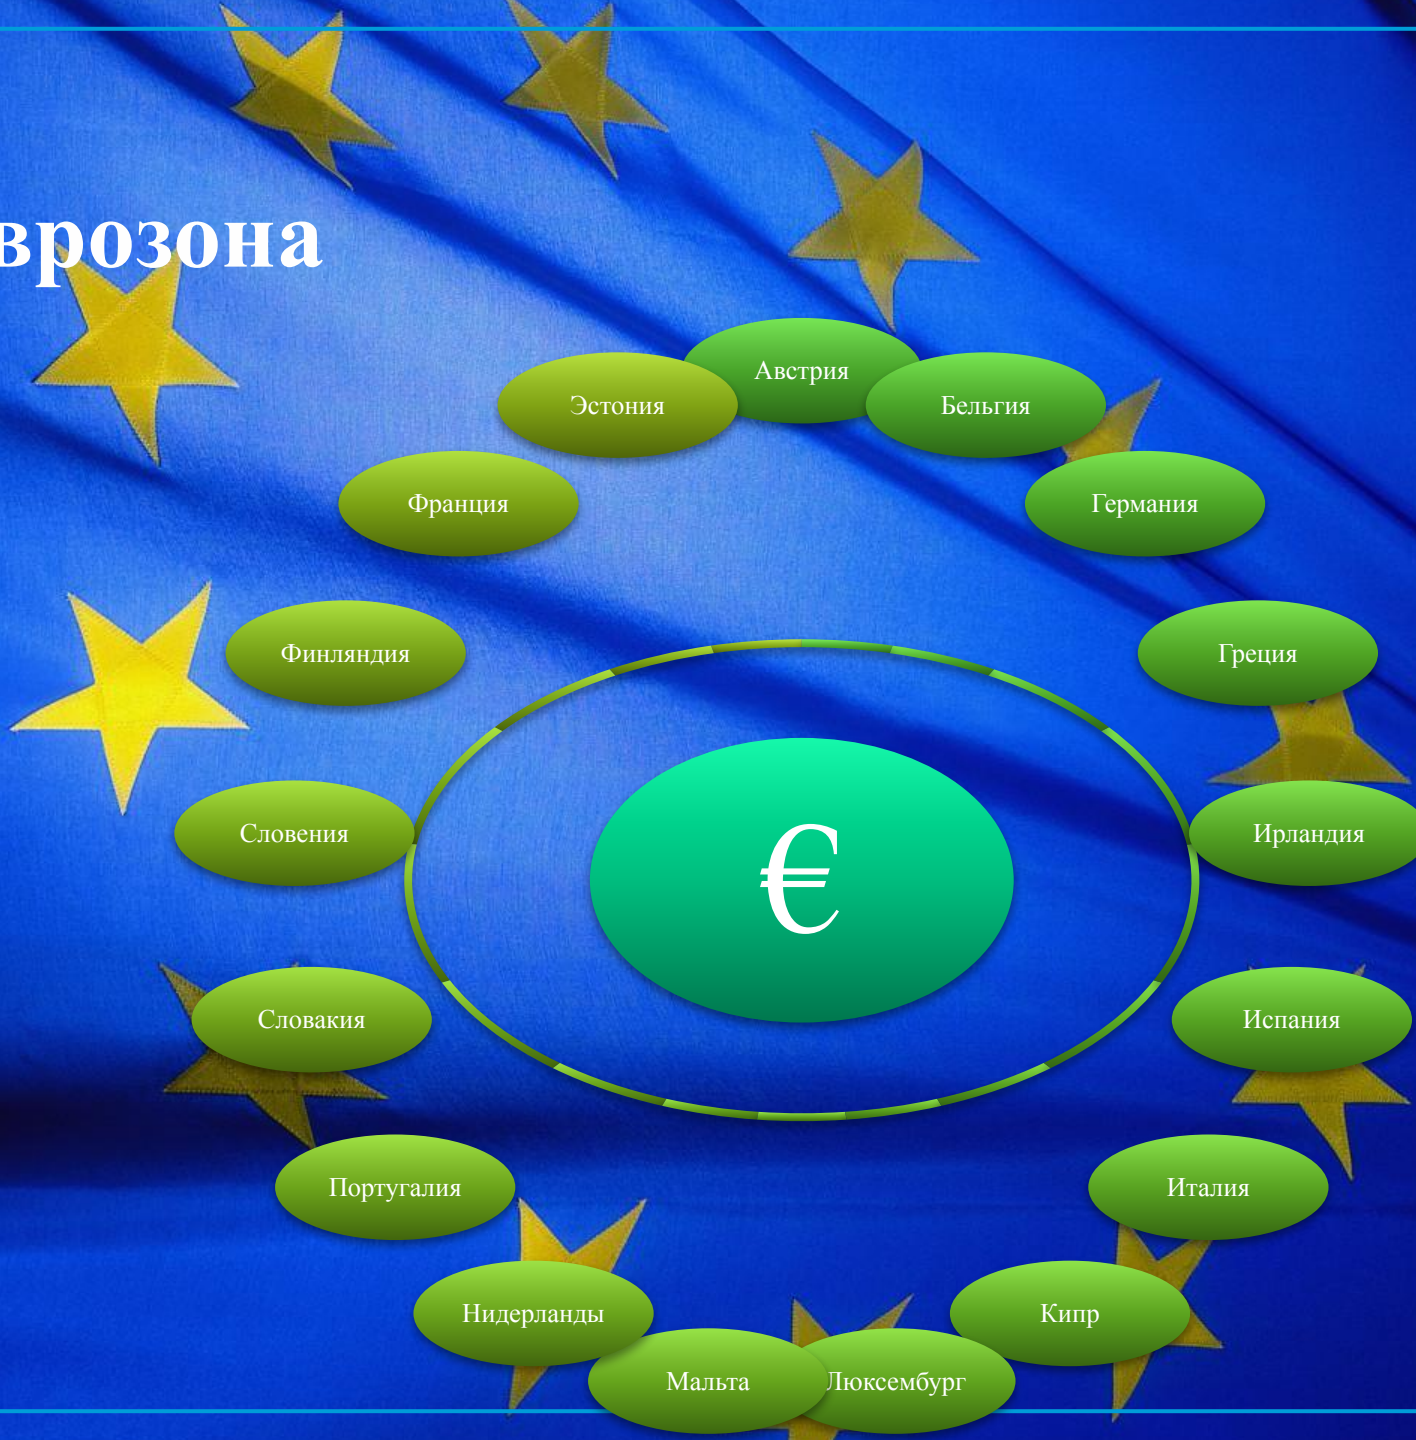 врозона
Австрия
Бельгия
Германия
Греция
Ирландия
Испания
Италия
Кипр
Люксембург
Мальта
Нидерланды
Португалия
Словакия
Словения
Финляндия
Франция
Эстония
€